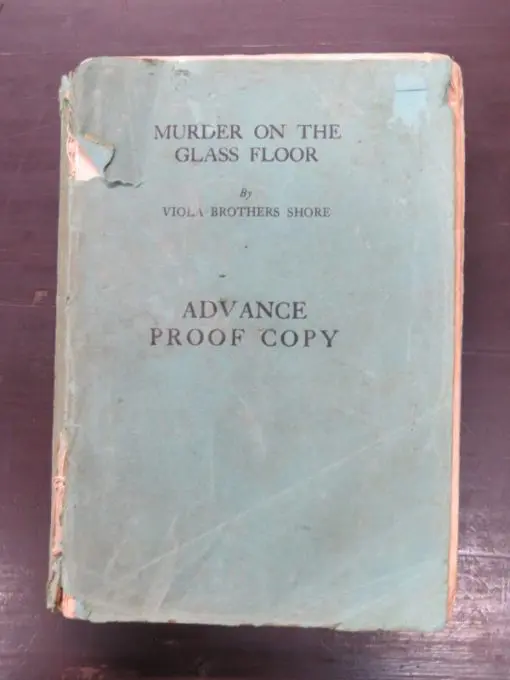 MURDER ON THE
GLASS FLOOR
By
VIOLA BROTHERS SHORE
ADVANCE
PROOF COPY